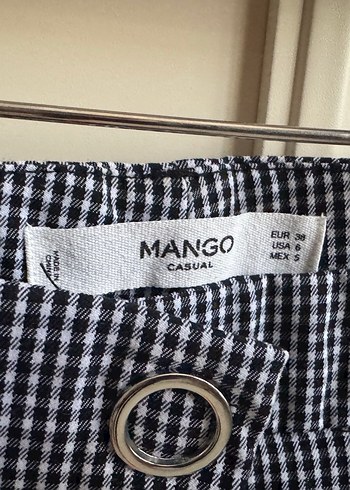 MANGO
CASUAL
EUR 38
USA 6
MEX S